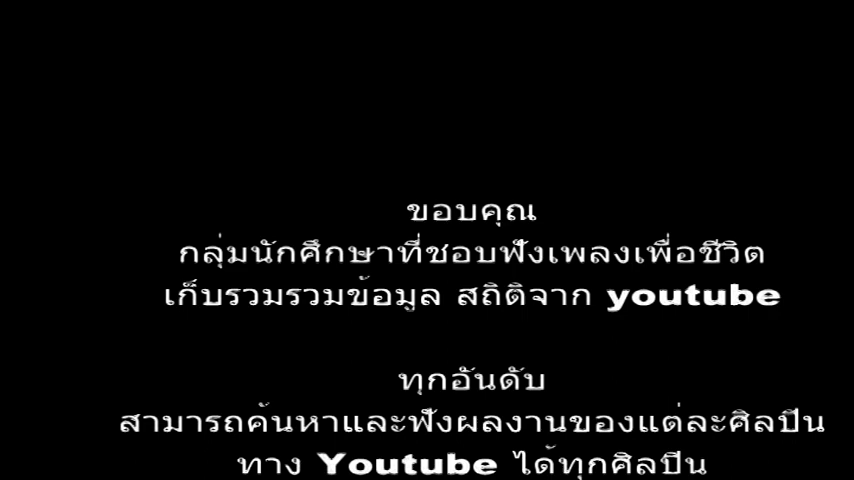 ขอบคุณ
กลุ่มนักศึกษาที่ชอบฟังเพลงเพื่อชีวิต
เก็บรวมรวมข้อมูล สถิติจาก youtube
ทุกอันดับ
สามารถค้นหาและฟังผลงานของแต่ละศิลปิน
ทาง Youtube ได้ทุกศิลปิน